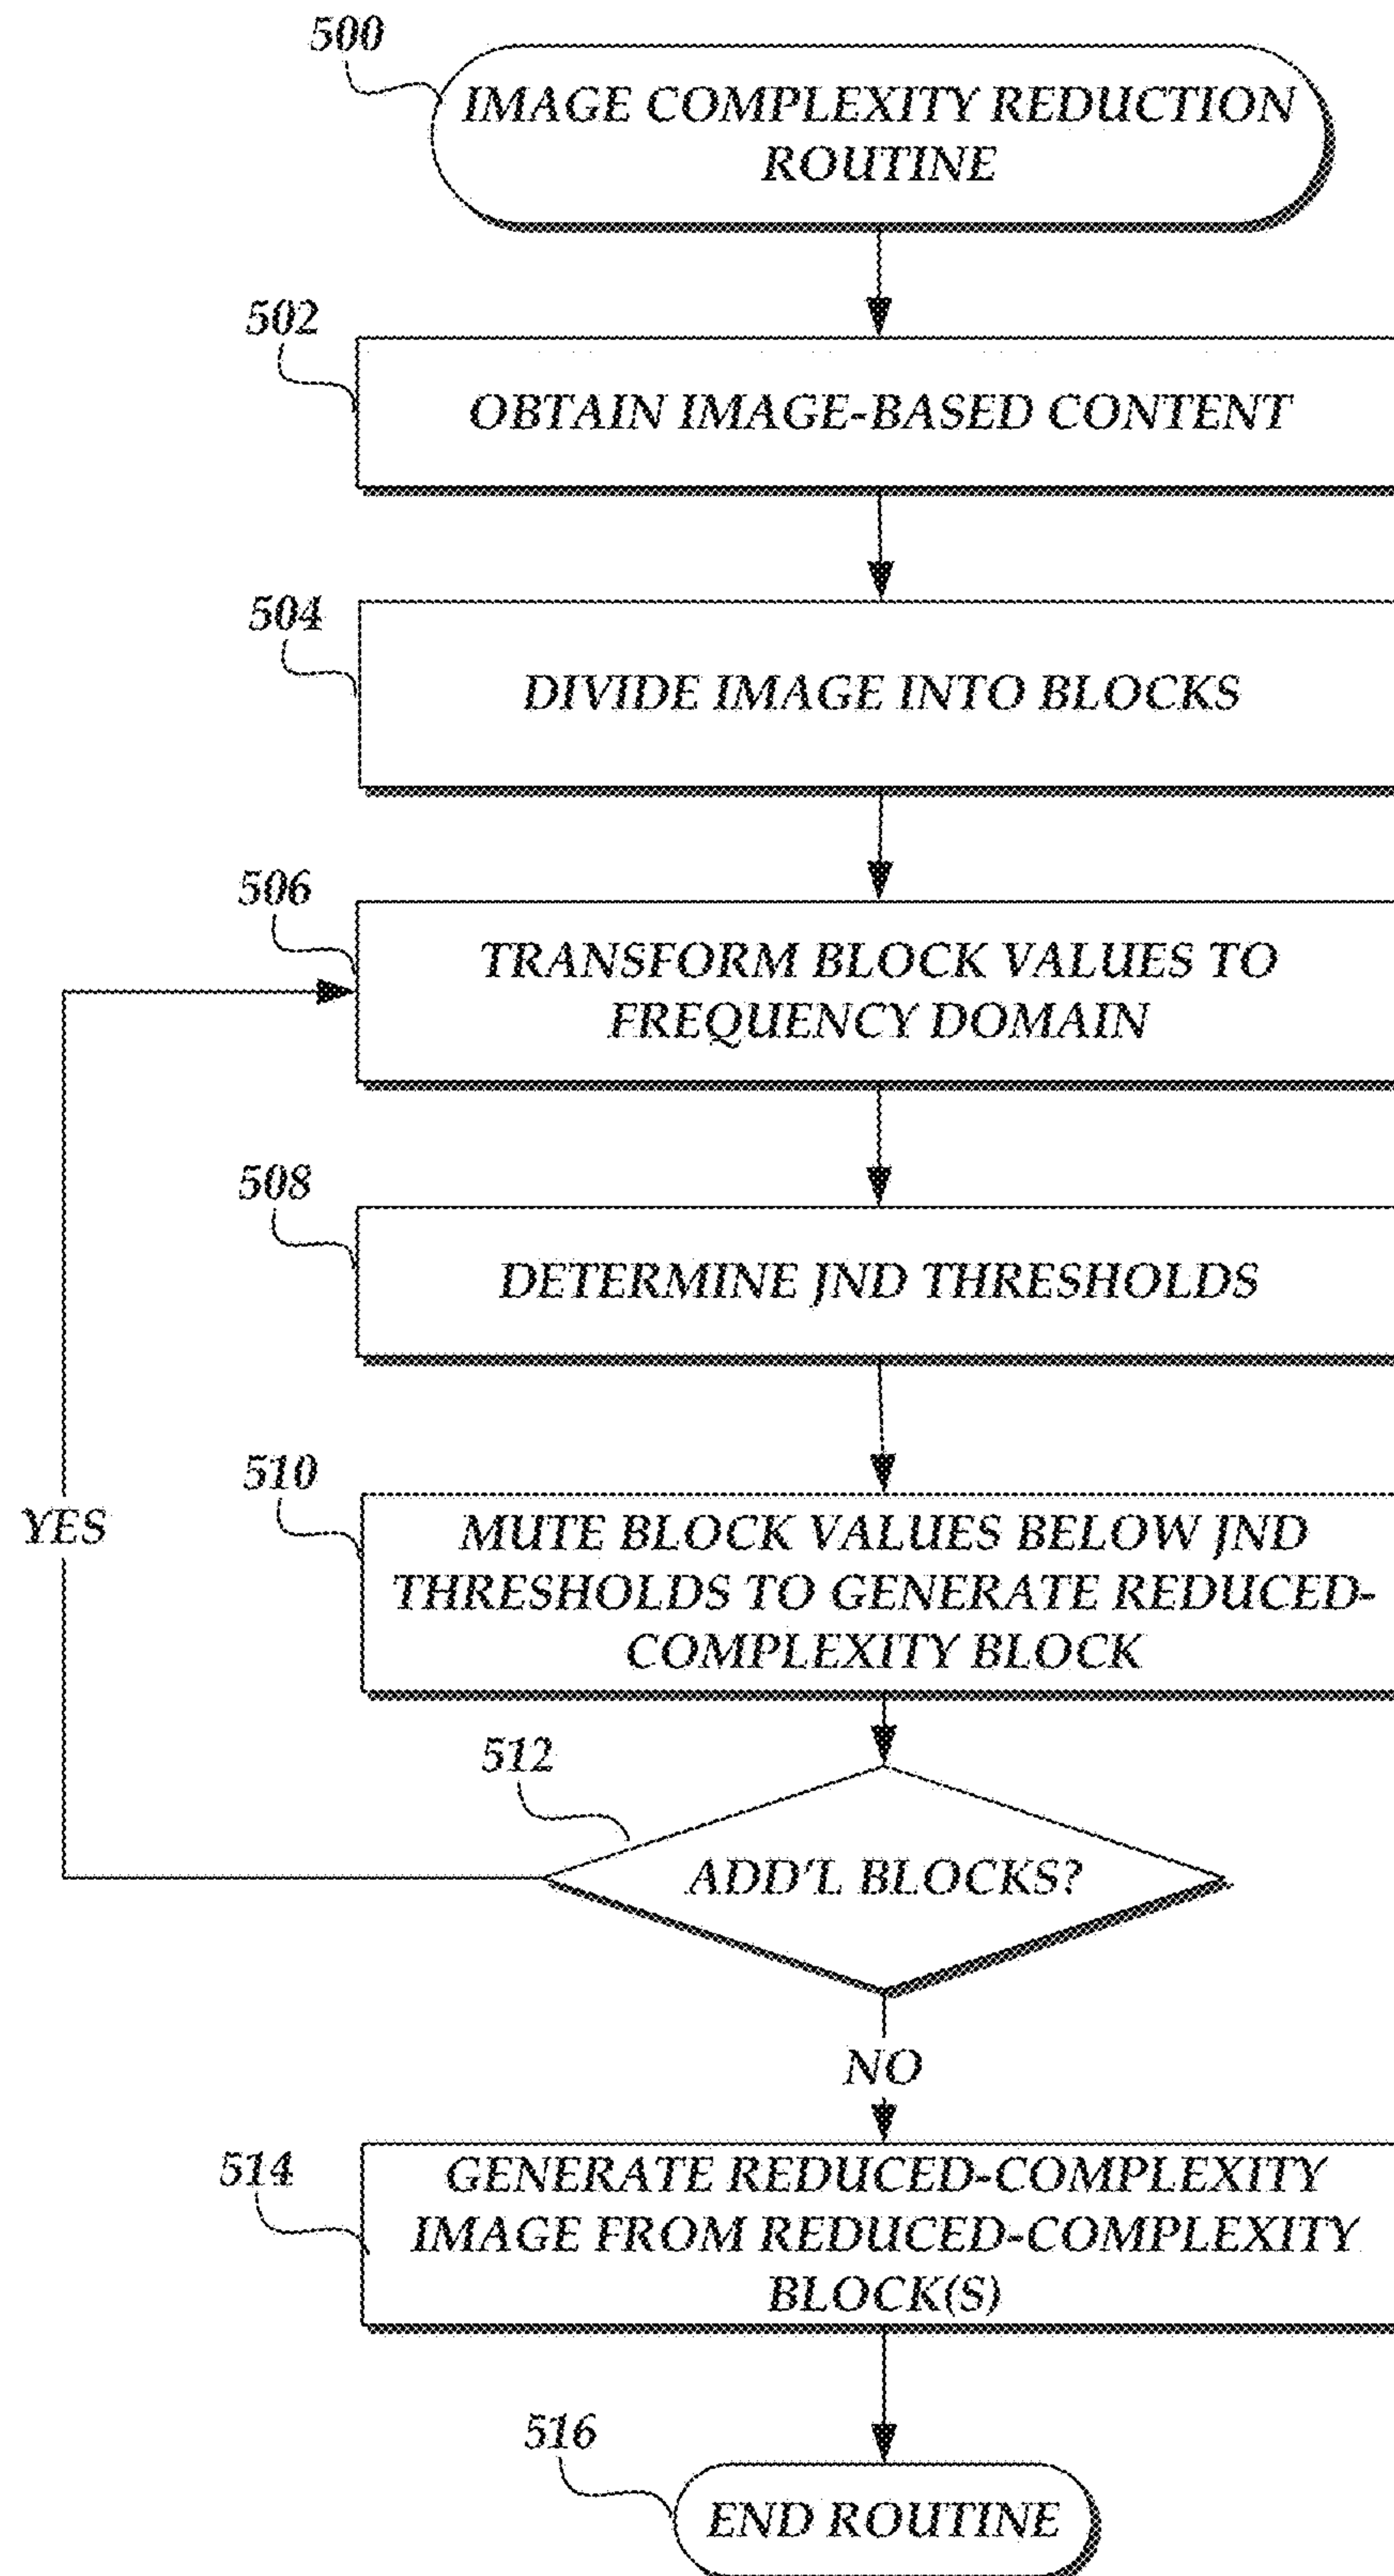 500
IMAGE COMPLEXITY REDUCTION
ROUTINE
502
OBTAIN IMAGE-BASED CONTENT
504
DIVIDE IMAGE INTO BLOCKS
506
TRANSFORM BLOCK VALUES TO
FREQUENCY DOMAIN
508
DETERMINE JND THRESHOLDS
510
MUTE BLOCK VALUES BELOW JND
THRESHOLDS TO GENERATE REDUCED-
COMPLEXITY BLOCK
YES
512
ADD'L BLOCKS?
NO
514
GENERATE REDUCED-COMPLEXITY
IMAGE FROM REDUCED-COMPLEXITY
BLOCK(S)
516
END ROUTINE